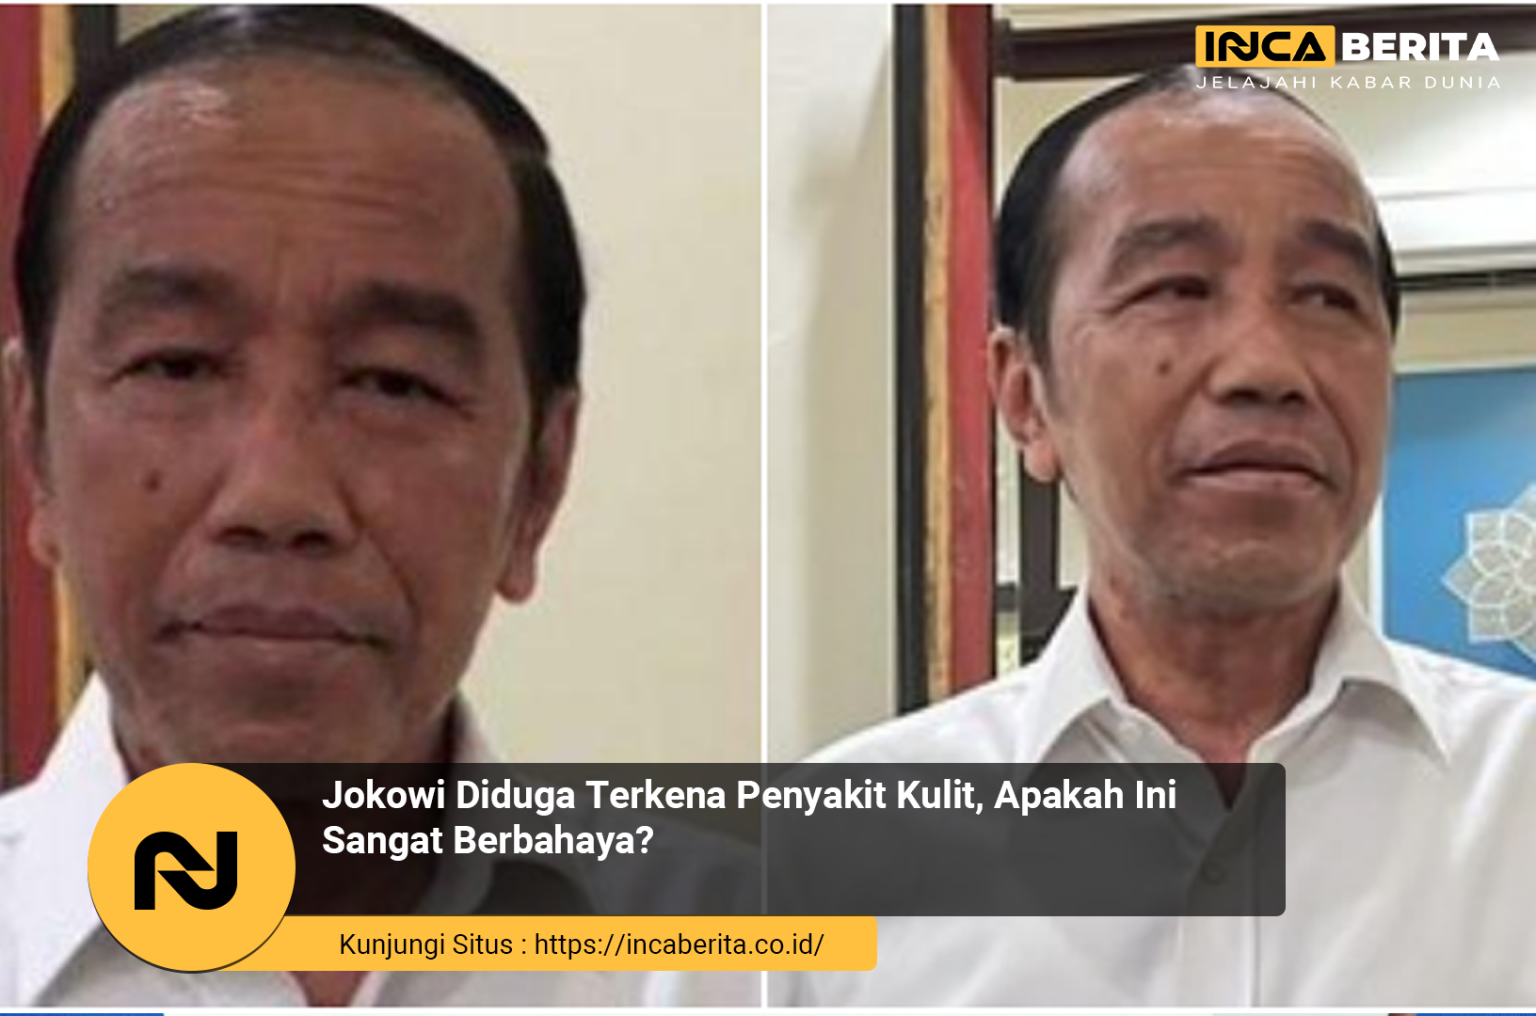 INCA BERITA
JELAJAHI KABAR DUNIA
Jokowi Diduga Terkena Penyakit Kulit, Apakah Ini
Sangat Berbahaya?
Kunjungi Situs : https://incaberita.co.id/